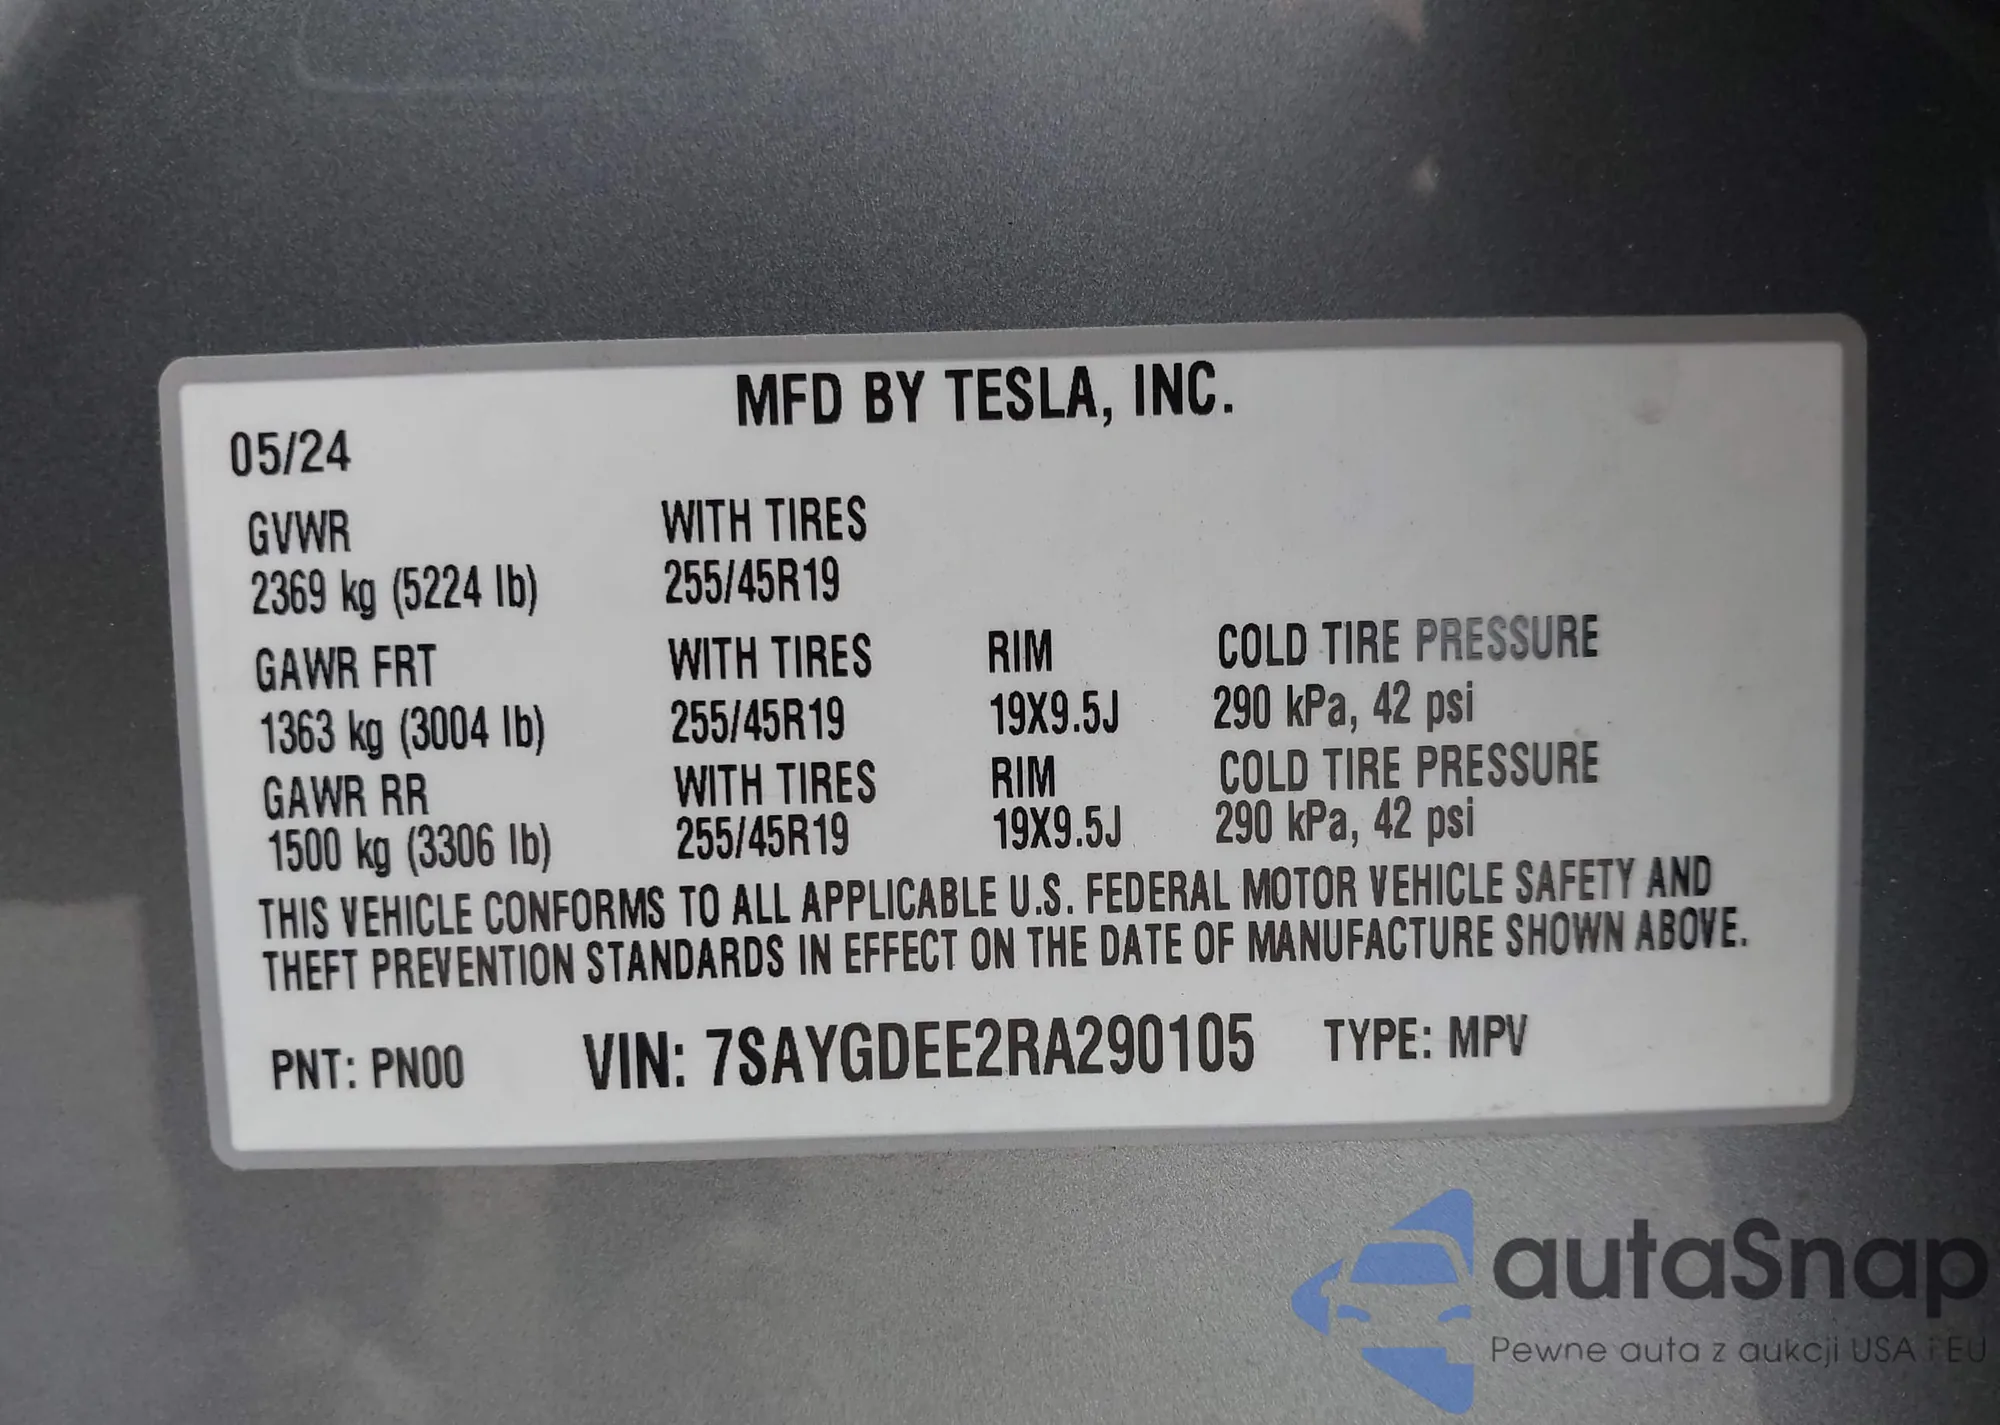 MFD BY TESLA, INC.
05/24
GVWR WITH TIRES
2369 kg (5224 lb) 255/45R19
GAWR FRT WITH TIRES RIM COLD TIRE PRESSURE
1363 kg (3004 lb) 255/45R19 19X9.5J 290 kPa, 42 psi
GAWR RR WITH TIRES RIM COLD TIRE PRESSURE
1500 kg (3306 lb) 255/45R19 19X9.5J 290 kPa, 42 psi
THIS VEHICLE CONFORMS TO ALL APPLICABLE U.S. FEDERAL MOTOR VEHICLE SAFETY AND
THEFT PREVENTION STANDARDS IN EFFECT ON THE DATE OF MANUFACTURE SHOWN ABOVE.
PNT: PN00 VIN: 7SAYGDEE2RA290105 TYPE: MPV
autaSnap
Pewne auta z aukcji USA i EU